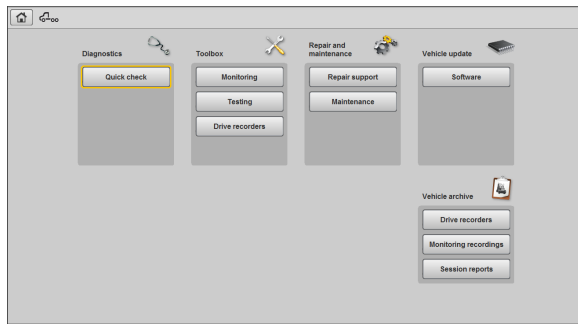 Diagnostics
Quick check
Toolbox
Monitoring
Testing
Drive recorders
Repair and
maintenance
Repair support
Maintenance
Vehicle update
Software
Vehicle archive
Drive recorders
Monitoring recordings
Session reports